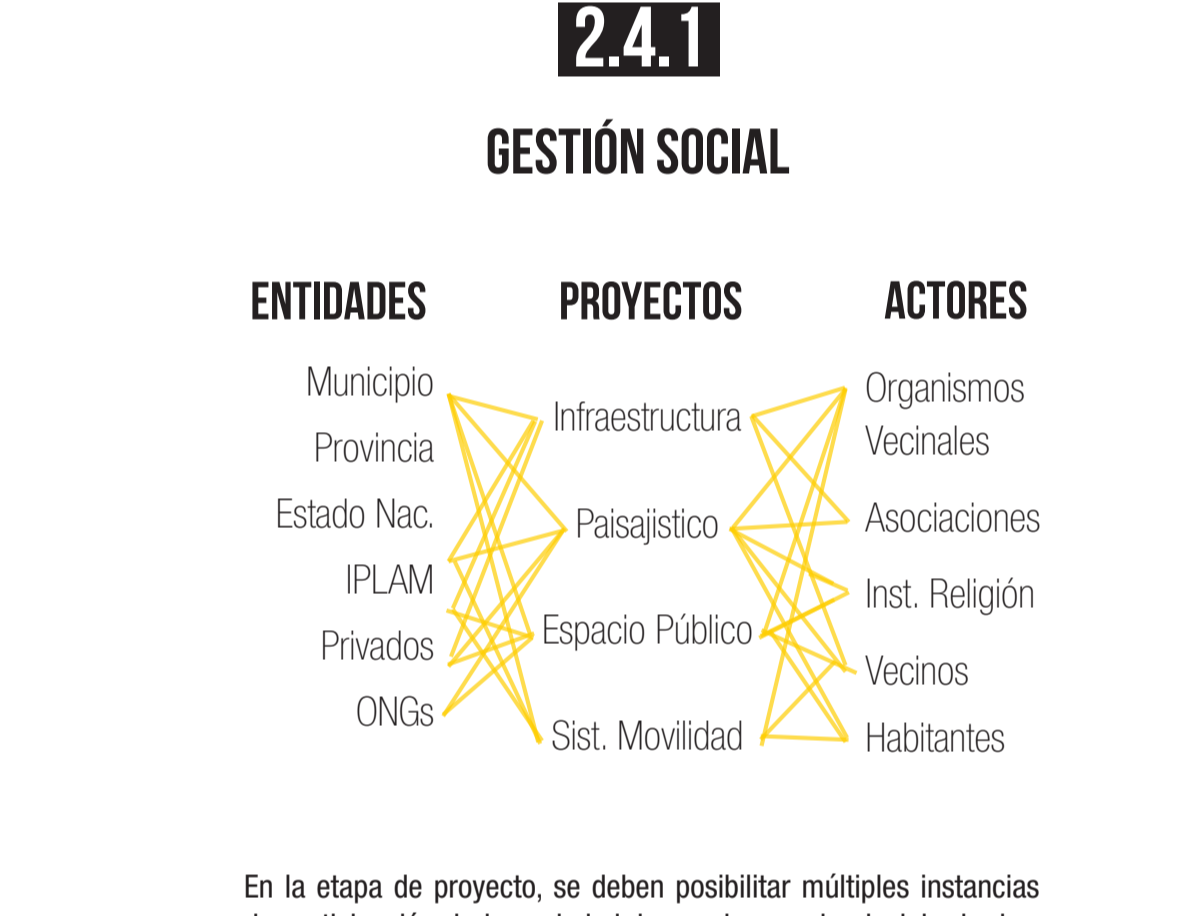 2.4.1
GESTIÓN SOCIAL
ENTIDADES
Municipio
Provincia
Estado Nac.
IPLAM
Privados
ONGs
PROYECTOS
Infraestructura
Paisajistico
Espacio Público
Sist. Movilidad
ACTORES
Organismos
Vecinales
Asociaciones
Inst. Religión
Vecinos
Habitantes
En la etapa de proyecto, se deben posibilitar múltiples instancias